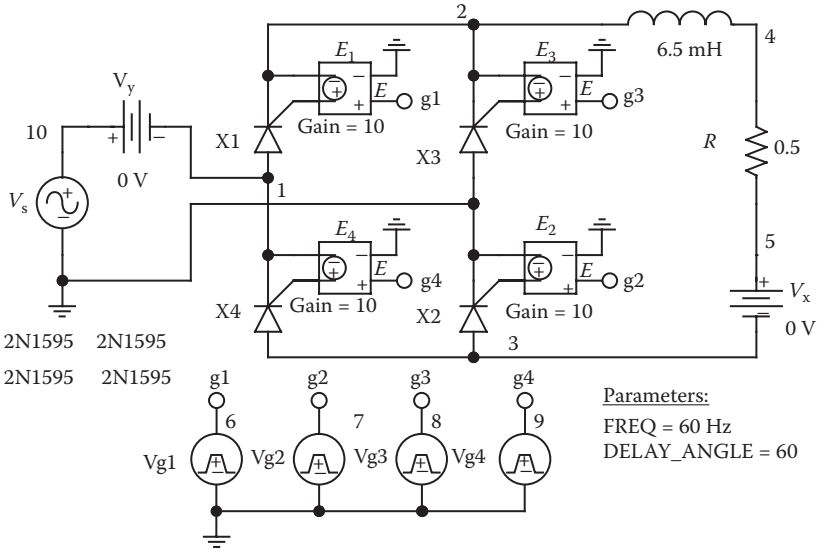 2
E1 E3
6.5 mH
4
Vy
E g1
E g3
10
Gain = 10
Gain = 10
X1
X3
R
0.5
+ −
0 V
1
Vs
E4 E2
5
E g4
E g2
Gain = 10
Gain = 10
X4
X2
Vx
0 V
3
2N1595 2N1595
2N1595 2N1595
g1 g2 g3 g4
6 7 8 9
Vg1 Vg2 Vg3 Vg4
Parameters:
FREQ = 60 Hz
DELAY_ANGLE = 60